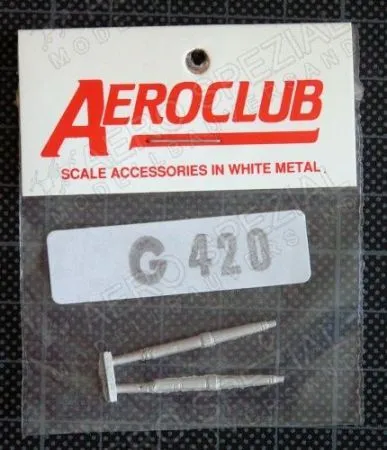 AEROCLUB
SCALE ACCESSORIES IN WHITE METAL
G 420